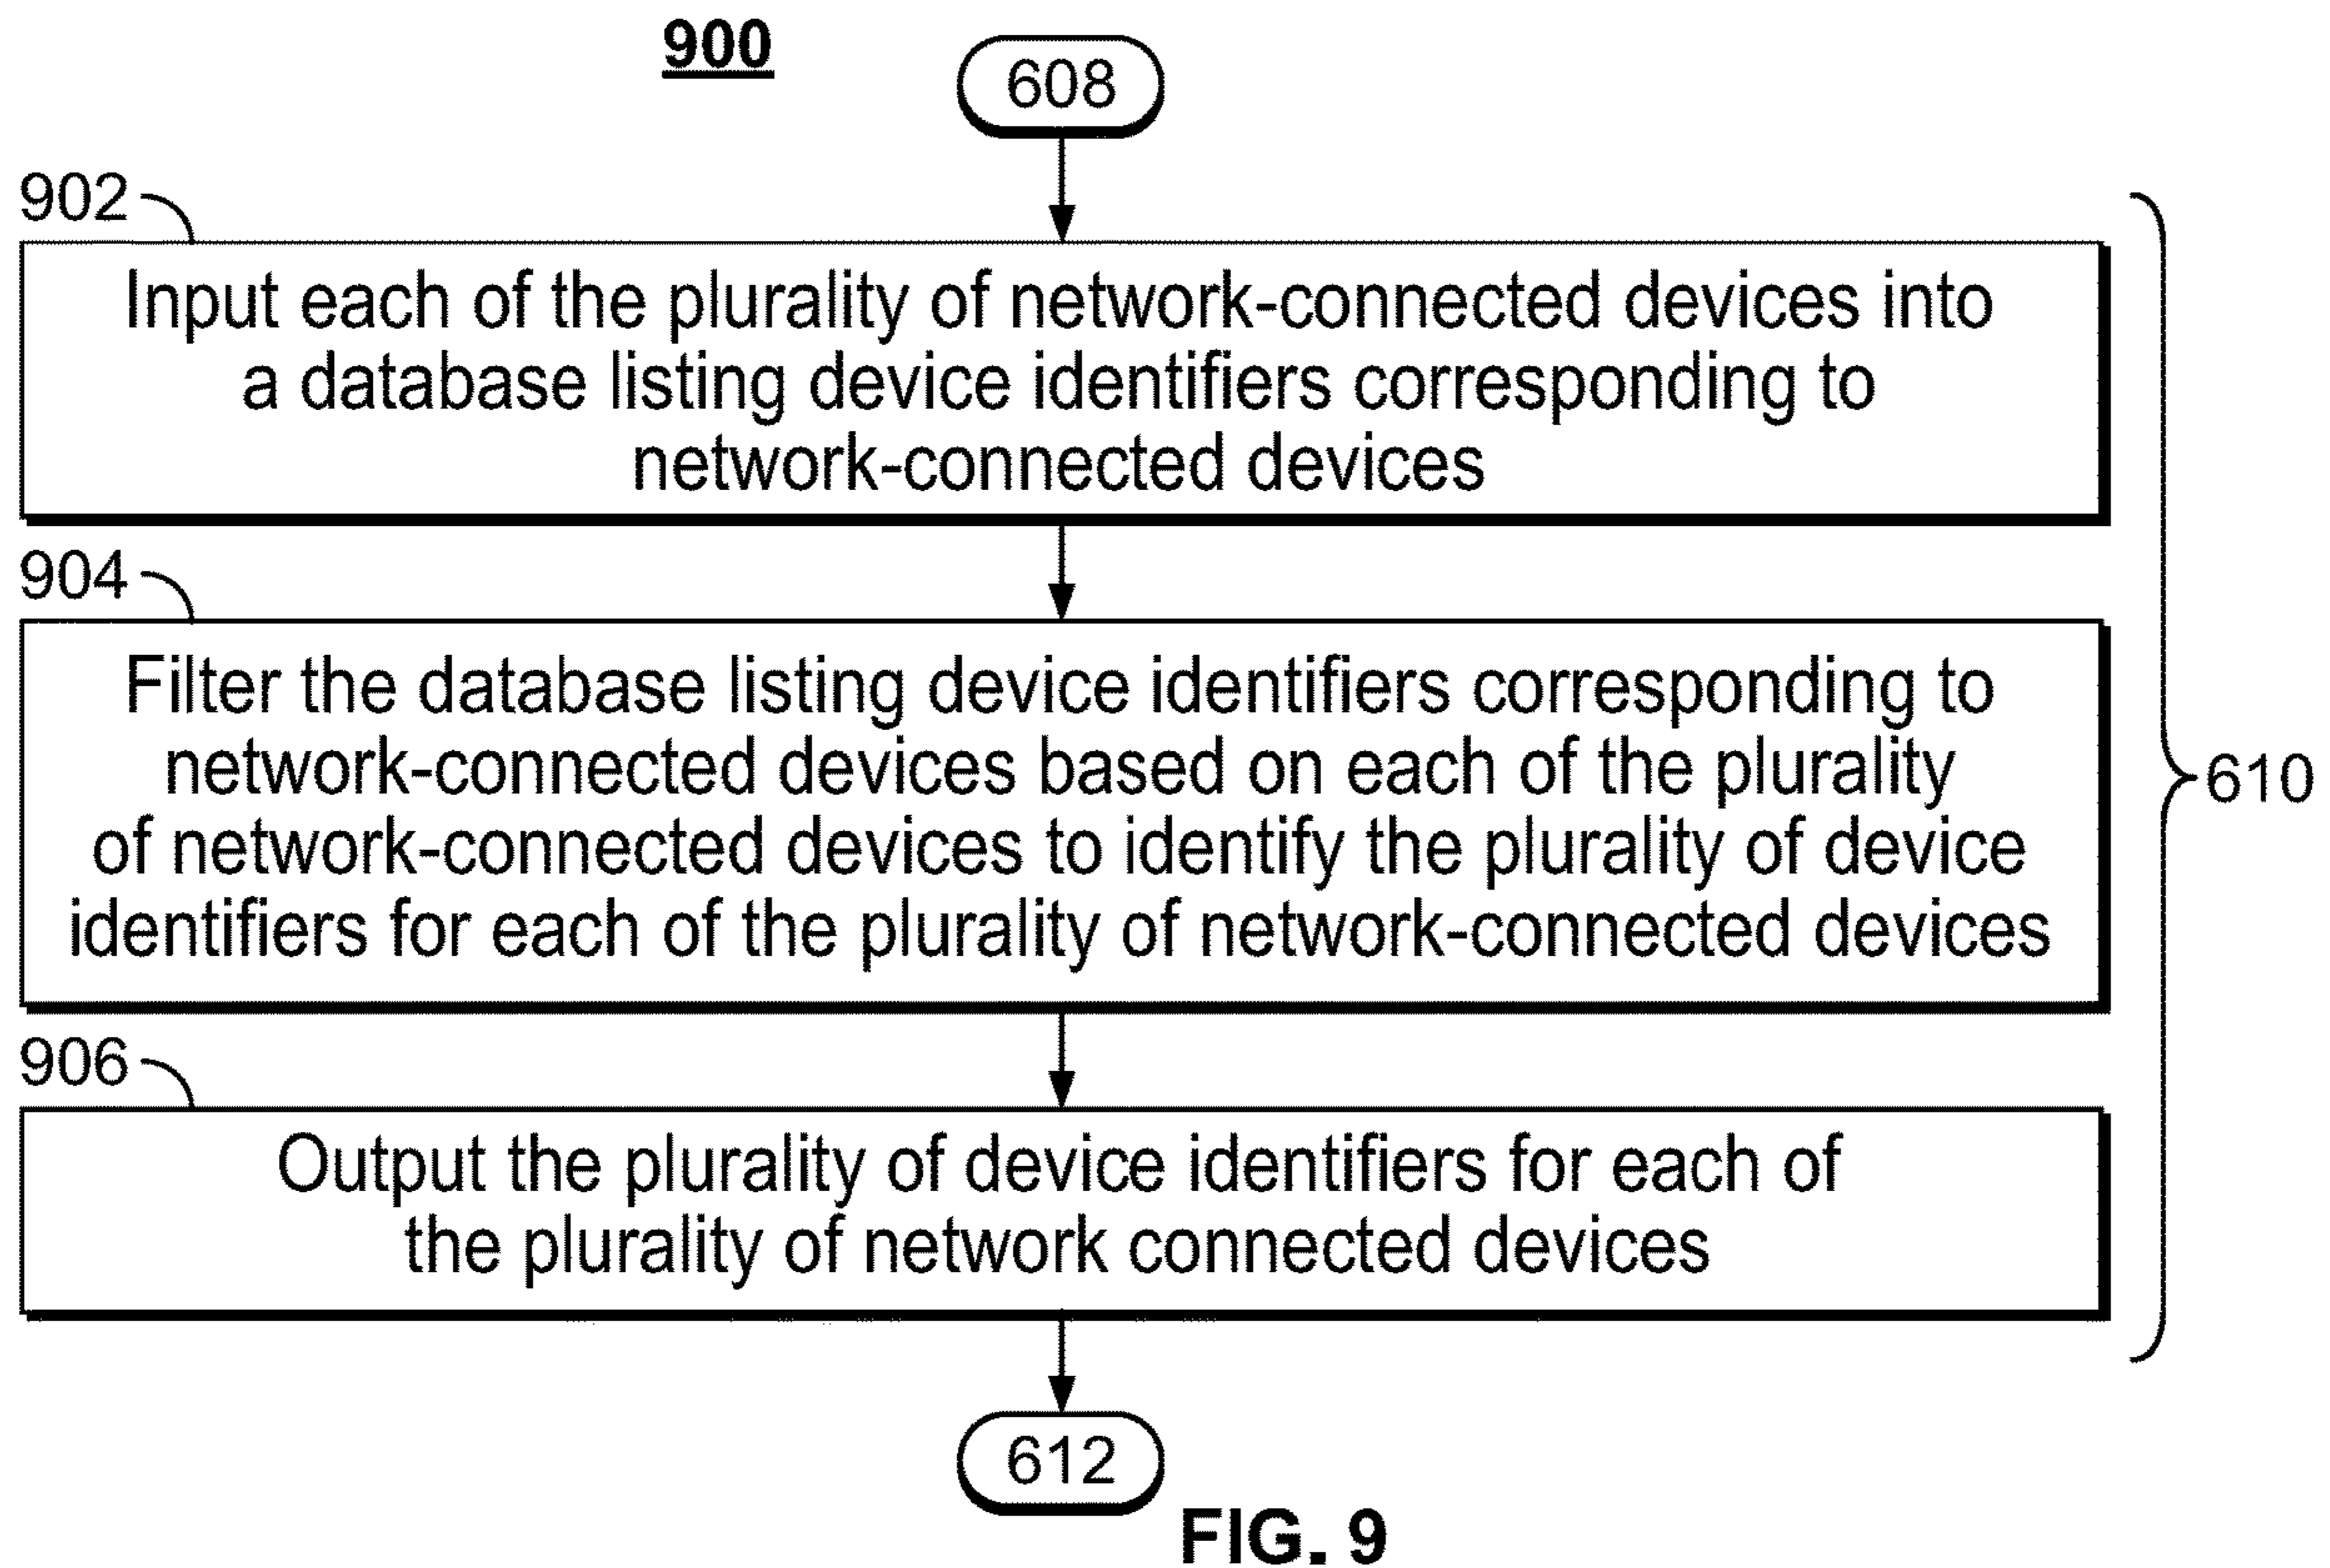 900
608
902
Input each of the plurality of network-connected devices into
a database listing device identifiers corresponding to
network-connected devices
904
Filter the database listing device identifiers corresponding to
network-connected devices based on each of the plurality
of network-connected devices to identify the plurality of device
identifiers for each of the plurality of network-connected devices
610
906
Output the plurality of device identifiers for each of
the plurality of network connected devices
612
FIG. 9